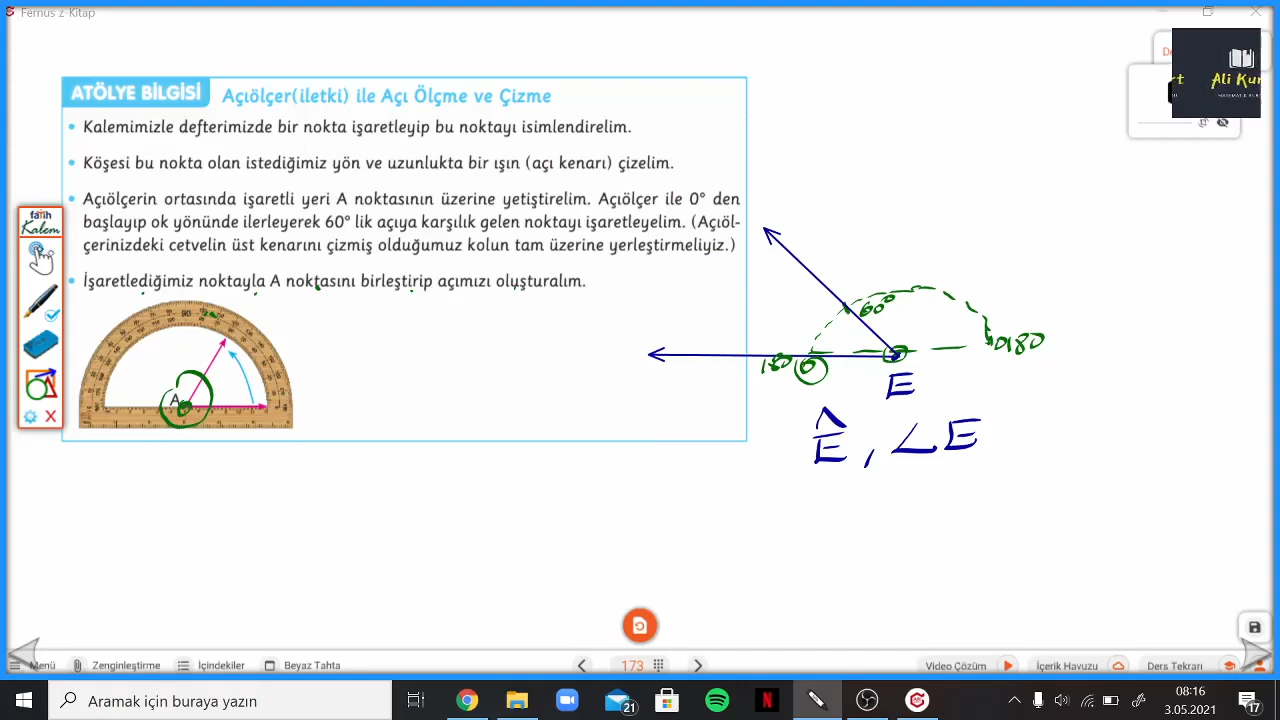 Fernus z-Kitap
Ali Kur
ATÖLYE BİLGİSİ Açıölçer(iletki) ile Açı Ölçme ve Çizme
• Kalemimizle defterimizde bir nokta işaretleyip bu noktayı isimlendirelim.
• Köşesi bu nokta olan istediğimiz yön ve uzunlukta bir ışın (açı kenarı) çizelim.
• Açıölçerin ortasında işaretli yeri A noktasının üzerine yetiştirelim. Açıölçer ile 0° den
başlayıp ok yönünde ilerleyerek 60° lik açıya karşılık gelen noktayı işaretleyelim. (Açıöl-
çerinizdeki cetvelin üst kenarını çizmiş olduğumuz kolun tam üzerine yerleştirmeliyiz.)
• İşaretlediğimiz noktayla A noktasını birleştirip açımızı oluşturalım.
fatih
Kalem
90
A
60°
180 0
0180
E
Ê, ∠E
173
Menü Zenginleştirme İçindekiler Beyaz Tahta
Video Çözüm İçerik Havuzu Ders Tekrarı
Aramak için buraya yazın
21
08:16
3.05.2021
17